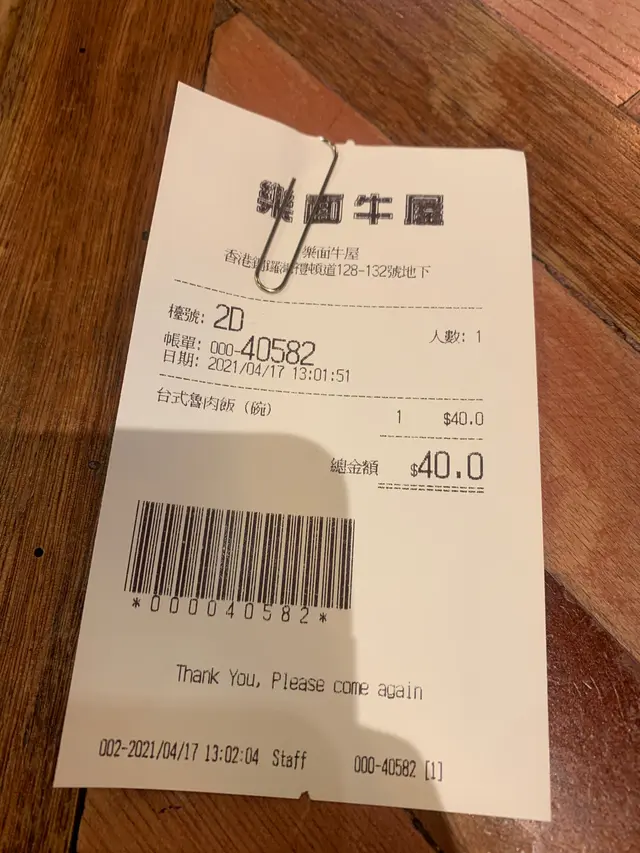 樂面牛屋
樂面牛屋
香港銅鑼灣禮頓道128-132號地下
檯號: 2D 人數: 1
帳單: 000-40582
日期: 2021/04/17 13:01:51
台式魯肉飯 (碗) 1 $40.0
總金額 $40.0
*000040582*
Thank You, Please come again
002-2021/04/17 13:02:04 Staff 000-40582 [1]